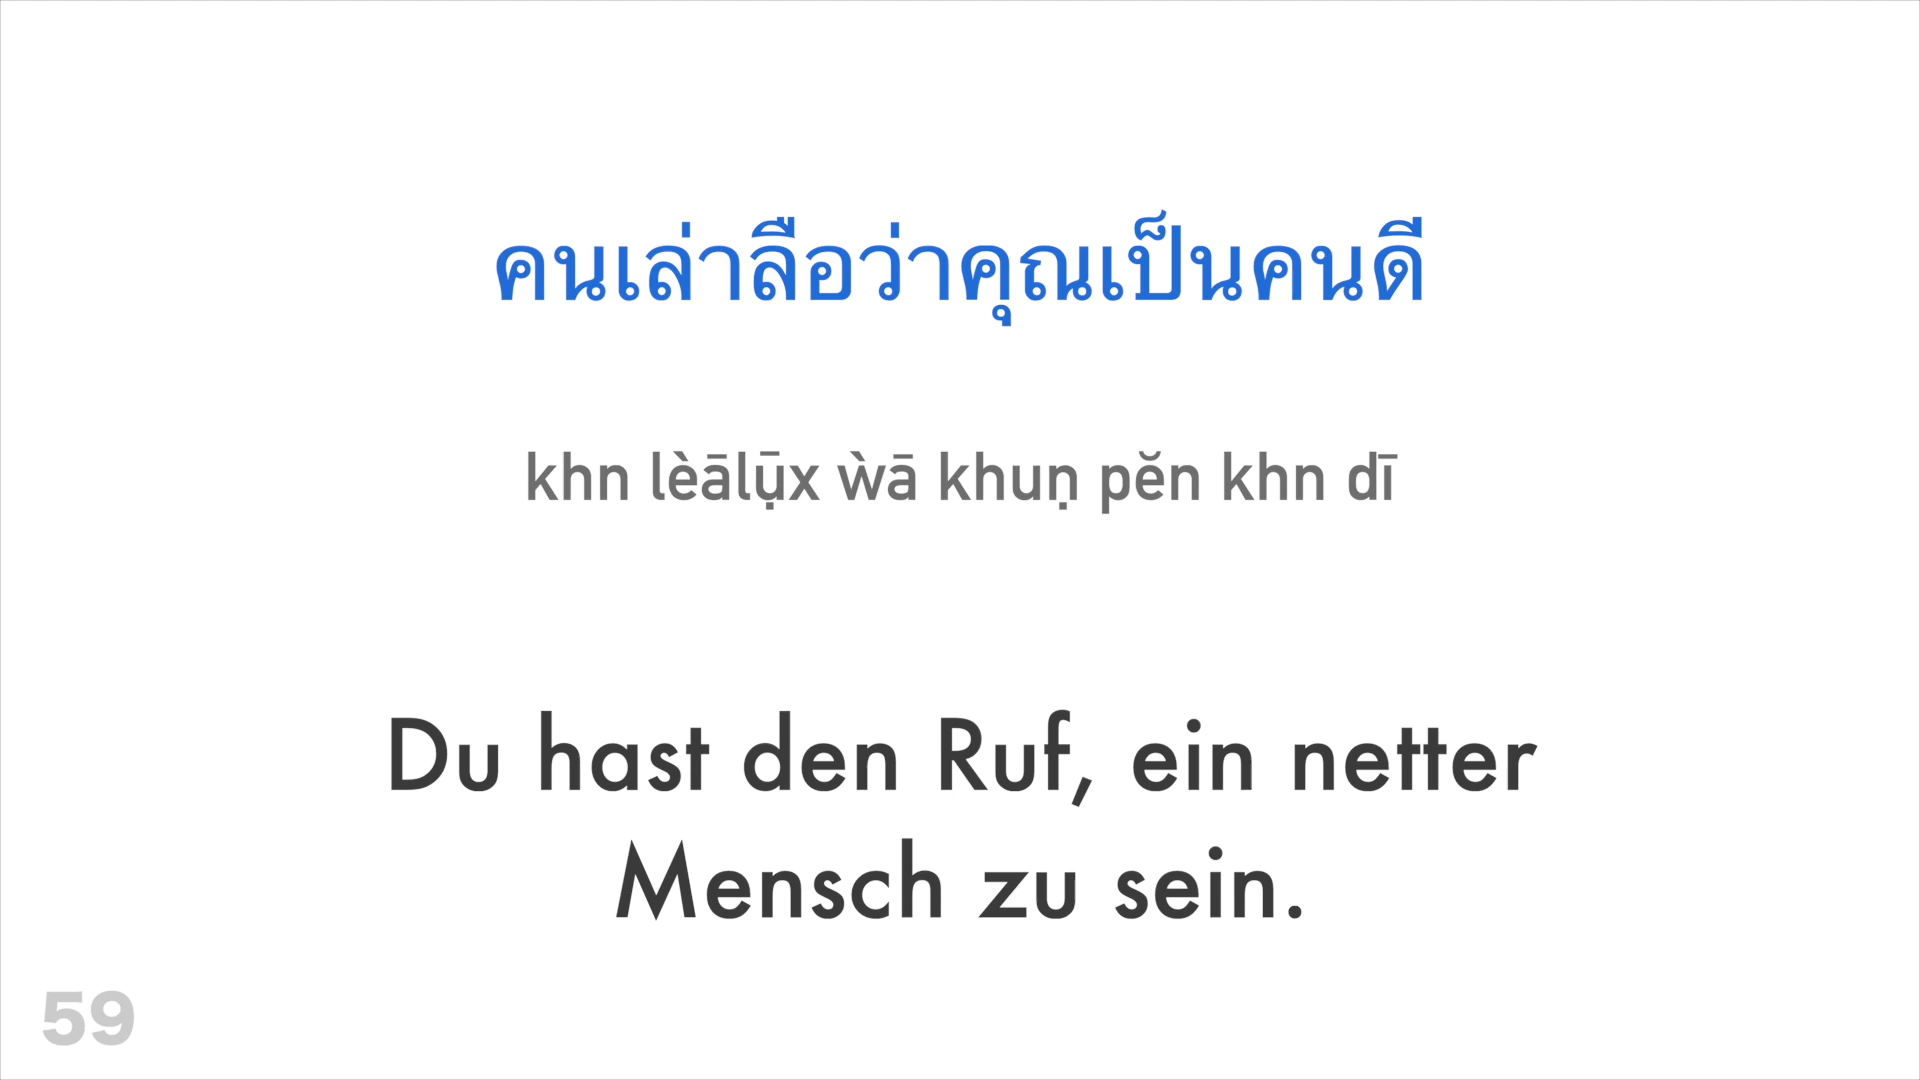 คนเล่าลือว่าคุณเป็นคนดี
khn lèālụ̄x ẁā khuṇ pĕn khn dī
Du hast den Ruf, ein netter
Mensch zu sein.
59